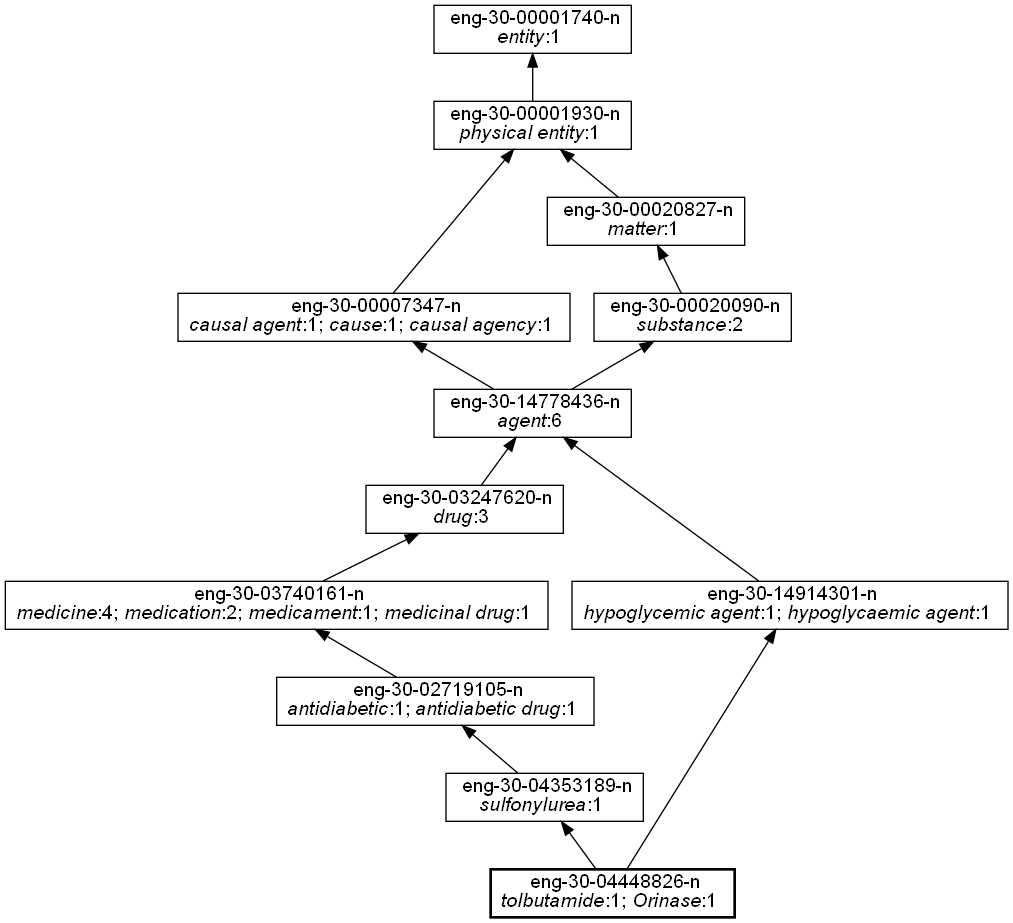 eng-30-00001740-n
entity:1
eng-30-00001930-n
physical entity:1
eng-30-00020827-n
matter:1
eng-30-00007347-n
causal agent:1; cause:1; causal agency:1
eng-30-00020090-n
substance:2
eng-30-14778436-n
agent:6
eng-30-03247620-n
drug:3
eng-30-03740161-n
medicine:4; medication:2; medicament:1; medicinal drug:1
eng-30-14914301-n
hypoglycemic agent:1; hypoglycaemic agent:1
eng-30-02719105-n
antidiabetic:1; antidiabetic drug:1
eng-30-04353189-n
sulfonylurea:1
eng-30-04448826-n
tolbutamide:1; Orinase:1